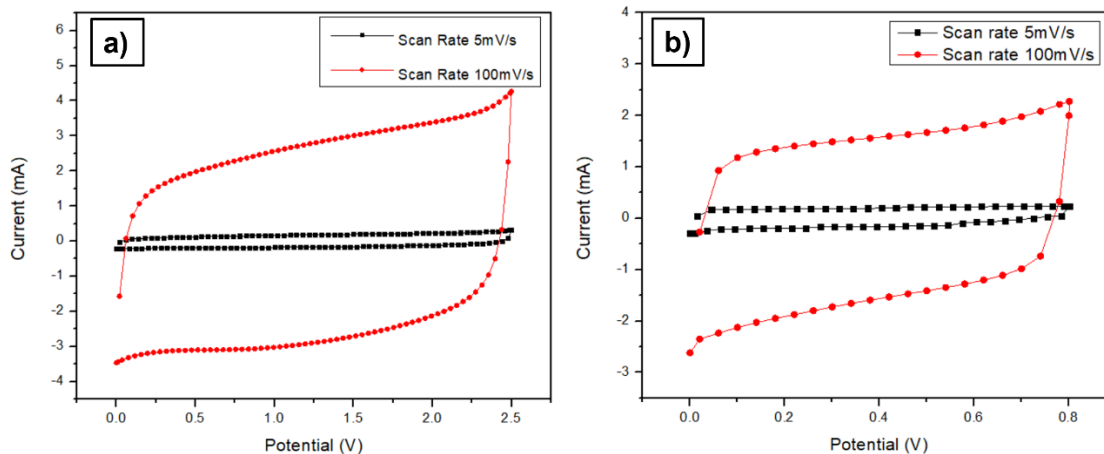 a)
Scan Rate 5mV/s
Scan Rate 100mV/s
6
5
4
3
2
1
0
-1
-2
-3
-4
Current (mA)
0.0 0.5 1.0 1.5 2.0 2.5
Potential (V)
b)
Scan rate 5mV/s
Scan rate 100mV/s
4
3
2
1
0
-1
-2
-3
Current (mA)
0.0 0.2 0.4 0.6 0.8
Potential (V)